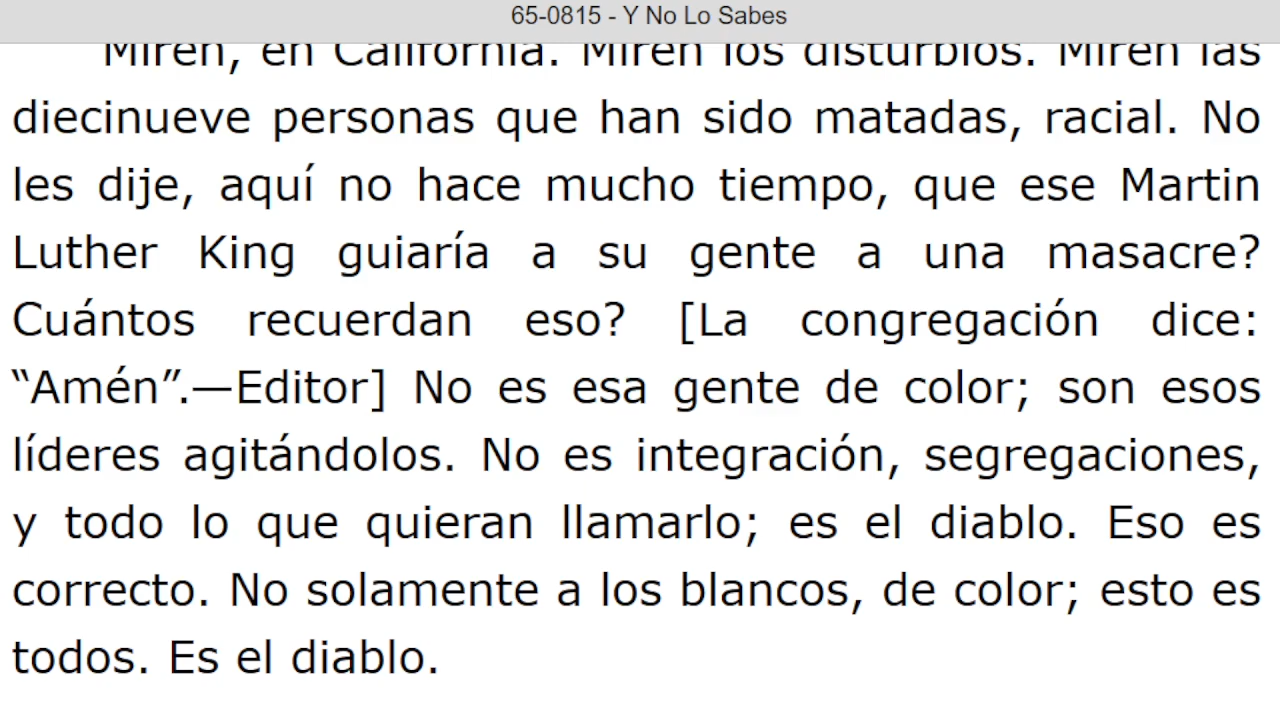 65-0815 - Y No Lo Sabes
Miren, en California. Miren los disturbios. Miren las
diecinueve personas que han sido matadas, racial. No
les dije, aquí no hace mucho tiempo, que ese Martin
Luther King guiaría a su gente a una masacre?
Cuántos recuerdan eso? [La congregación dice:
“Amén”.—Editor] No es esa gente de color; son esos
líderes agitándolos. No es integración, segregaciones,
y todo lo que quieran llamarlo; es el diablo. Eso es
correcto. No solamente a los blancos, de color; esto es
todos. Es el diablo.